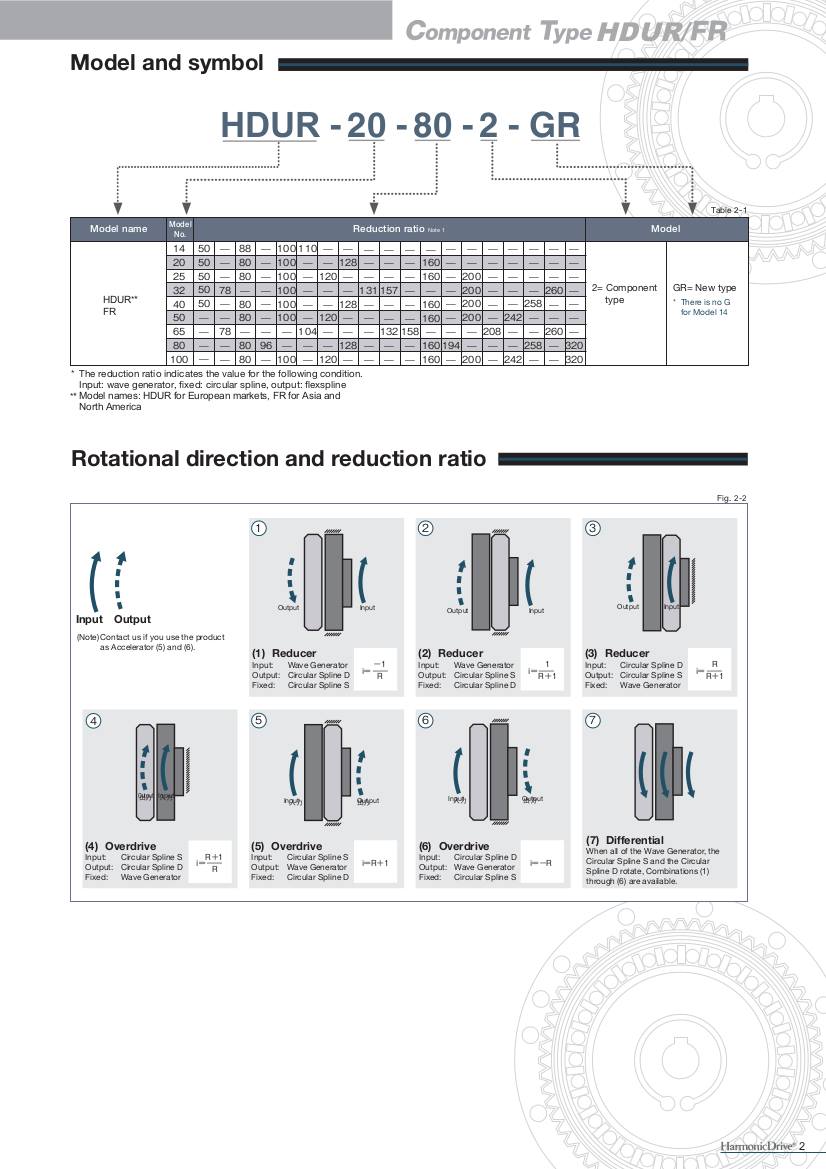 Component Type HDUR/FR
Model and symbol
HDUR - 20 - 80 - 2 - GR
Table 2-1
Model name Model No. Reduction ratio Note 1 Model
14 50 — 88 — 100 110 — — — — — — — — — — — — —
20 50 — 80 — 100 — — 128 — — — 160 — — — — — — —
25 50 — 80 — 100 — 120 — — — — 160 — 200 — — — — —
32 50 78 — — — — — — 131 157 — — — 200 — — — 260 —
40 50 — 80 — 100 — — 128 — — — 160 — 200 — — 258 — —
50 — — 80 — 100 — 120 — — — — 160 — 200 — 242 — — —
65 — 78 — — — 104 — — — 132 158 — — — 208 — — 260 —
80 — — 80 96 — — — 128 — — — 160 194 — — — 258 — 320
100 — — 80 — 100 — 120 — — — — 160 — 200 — 242 — — 320
HDUR**
FR
2= Component
type
GR= New type
* There is no G
for Model 14
* The reduction ratio indicates the value for the following condition.
Input: wave generator, fixed: circular spline, output: flexspline
** Model names: HDUR for European markets, FR for Asia and
North America
Rotational direction and reduction ratio
Fig. 2-2
Input Output
(Note)Contact us if you use the product
as Accelerator (5) and (6).
1
Output Input
(1) Reducer
Input: Wave Generator
Output: Circular Spline D
Fixed: Circular Spline S
i= −1
R
2
Output Input
(2) Reducer
Input: Wave Generator
Output: Circular Spline S
Fixed: Circular Spline D
i= 1
R+1
3
Output Input
(3) Reducer
Input: Circular Spline D
Output: Circular Spline S
Fixed: Wave Generator
i= R
R+1
4
(4) Overdrive
Input: Circular Spline S
Output: Circular Spline D
Fixed: Wave Generator
i= R+1
R
5
Input Output
(5) Overdrive
Input: Circular Spline S
Output: Wave Generator
Fixed: Circular Spline D
i=R+1
6
Input Output
(6) Overdrive
Input: Circular Spline D
Output: Wave Generator
Fixed: Circular Spline S
i=−R
7
(7) Differential
When all of the Wave Generator, the
Circular Spline S and the Circular
Spline D rotate, Combinations (1)
through (6) are available.
HarmonicDrive® 2